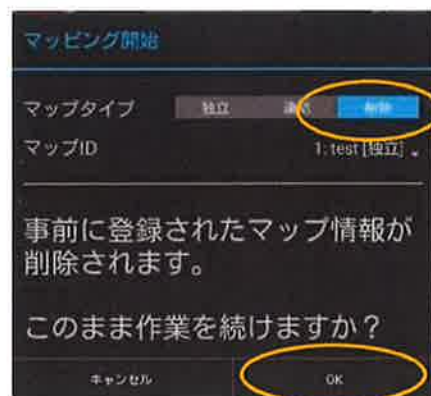 マッピング開始
マップタイプ 独立 削除
マップID 1: test [独立]
事前に登録されたマップ情報が
削除されます。
このまま作業を続けますか？
キャンセル OK